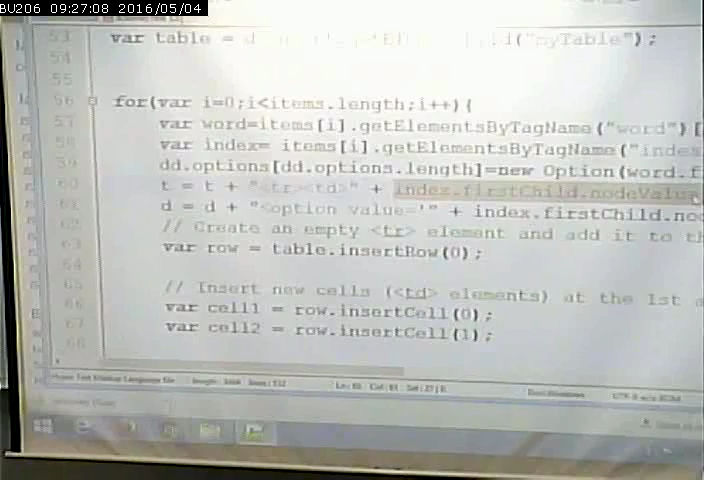 BU206 09:27:08 2016/05/04
53 var table = d ("myTable");
54
55
56 for(var i=0;i<items.length;i++){
57 var word=items[i].getElementsByTagName("word")[
58 var index= items[i].getElementsByTagName("index
59 dd.options[dd.options.length]=new Option(word.f
60 t = t + "<tr><td>" + index.firstChild.nodeValue
61 d = d + "<option value='" + index.firstChild.nod
62 // Create an empty <tr> element and add it to th
63 var row = table.insertRow(0);
64
65 // Insert new cells (<td> elements) at the 1st a
66 var cell1 = row.insertCell(0);
67 var cell2 = row.insertCell(1);
68